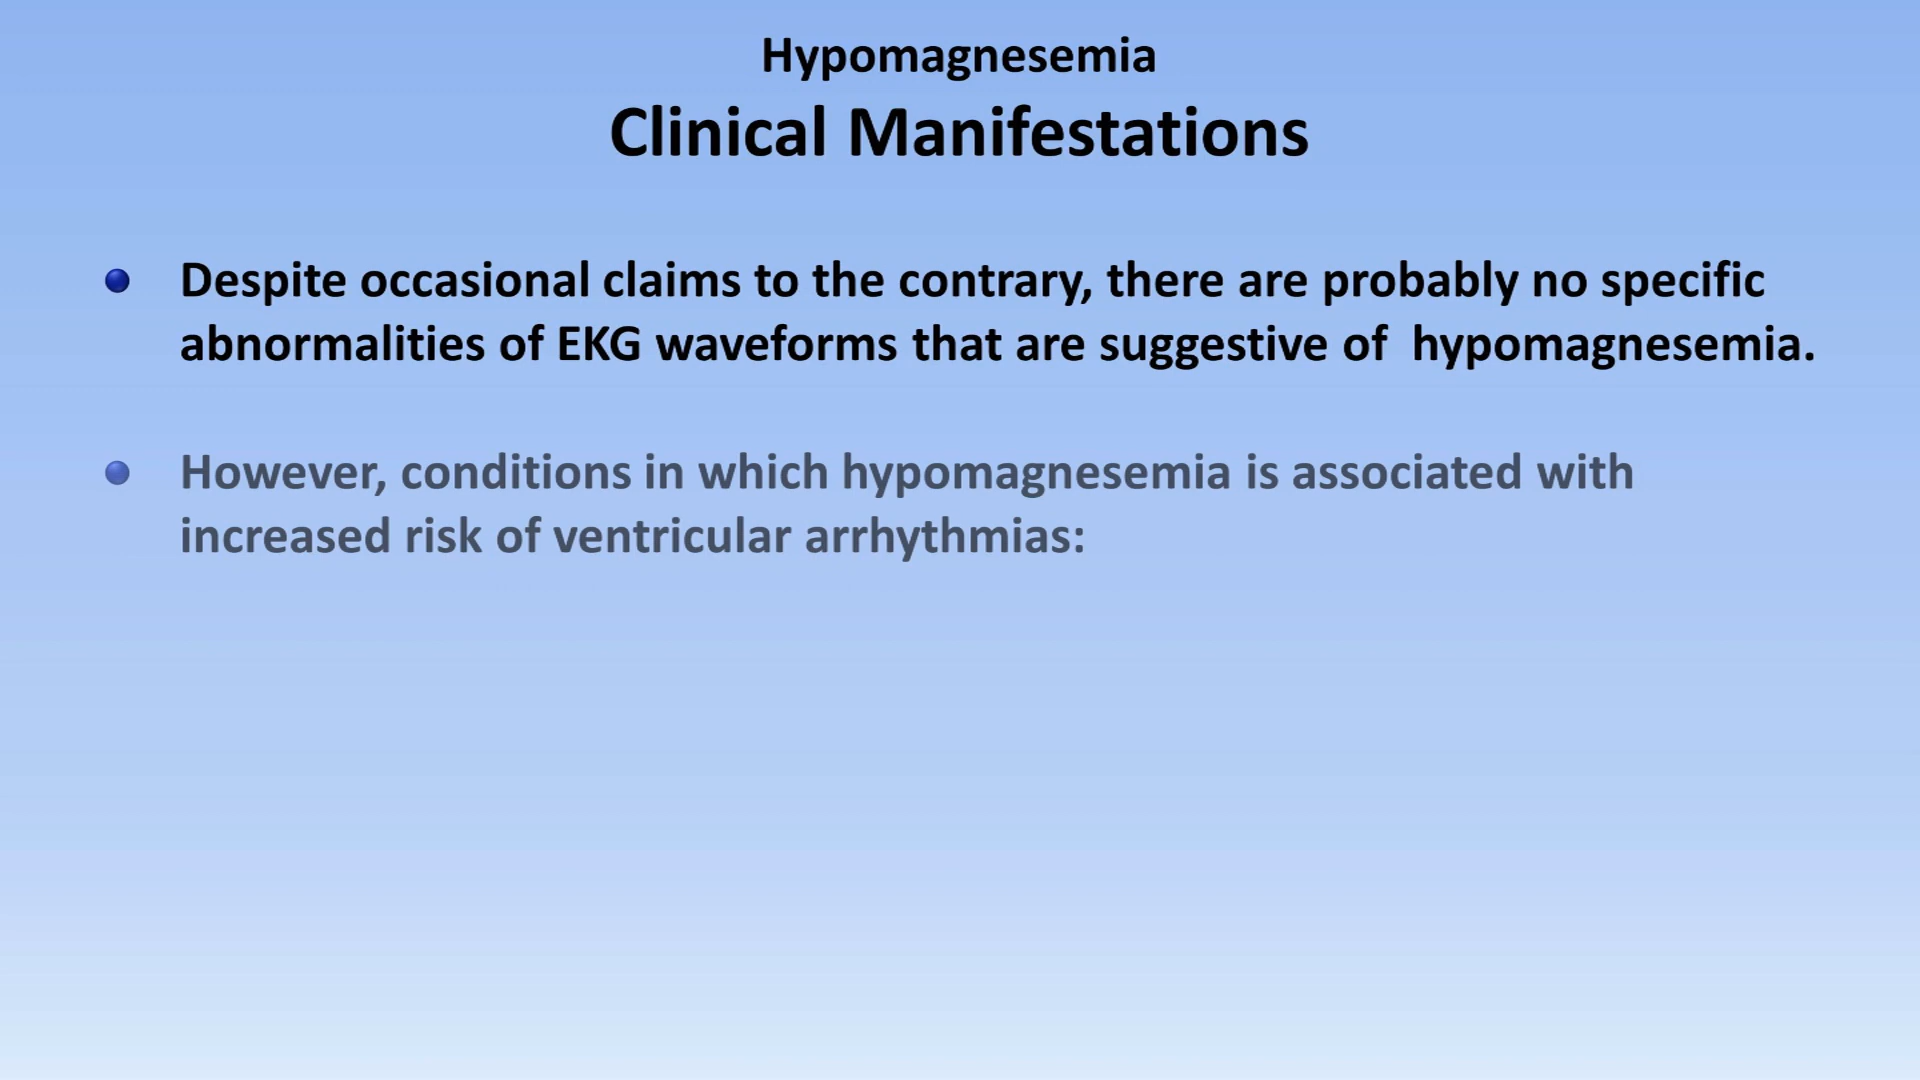 Hypomagnesemia
Clinical Manifestations
Despite occasional claims to the contrary, there are probably no specific
abnormalities of EKG waveforms that are suggestive of  hypomagnesemia.
However, conditions in which hypomagnesemia is associated with
increased risk of ventricular arrhythmias: